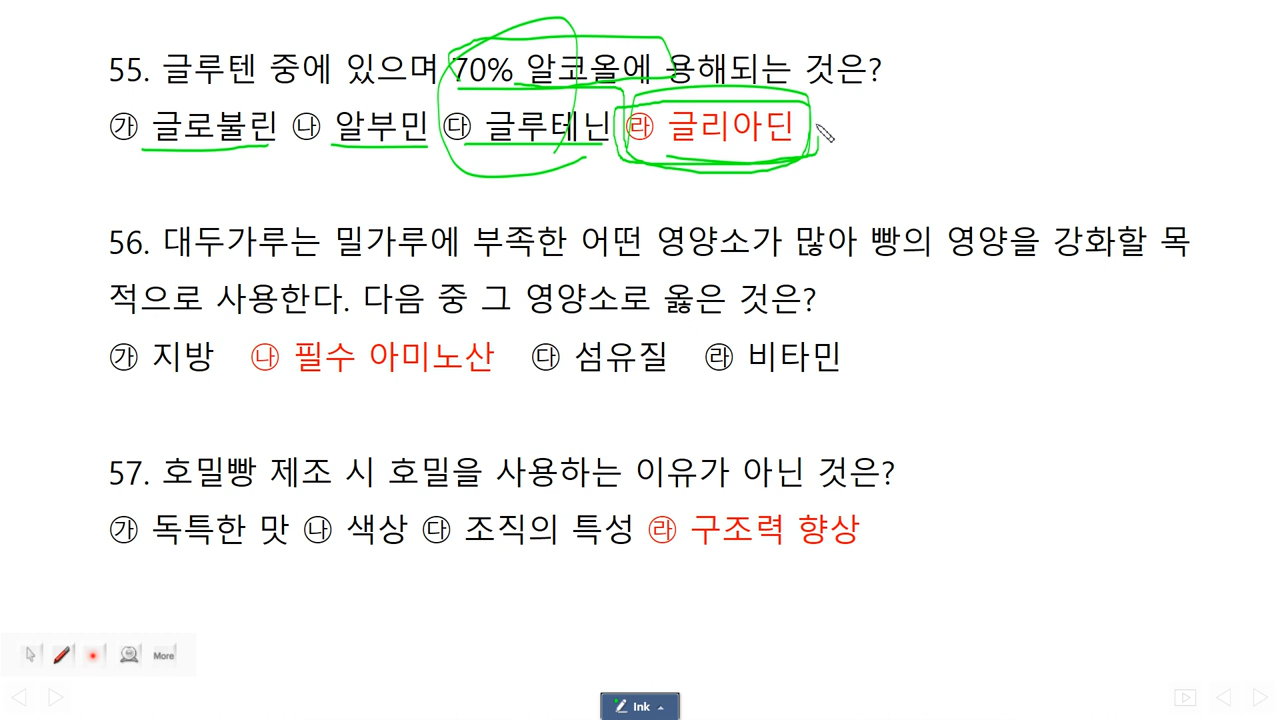 55. 글루텐 중에 있으며 70% 알코올에 용해되는 것은?
㉮ 글로불린 ㉯ 알부민 ㉰ 글루테닌 ㉱ 글리아딘
56. 대두가루는 밀가루에 부족한 어떤 영양소가 많아 빵의 영양을 강화할 목
적으로 사용한다. 다음 중 그 영양소로 옳은 것은?
㉮ 지방 ㉯ 필수 아미노산 ㉰ 섬유질 ㉱ 비타민
57. 호밀빵 제조 시 호밀을 사용하는 이유가 아닌 것은?
㉮ 독특한 맛 ㉯ 색상 ㉰ 조직의 특성 ㉱ 구조력 향상
More
Ink